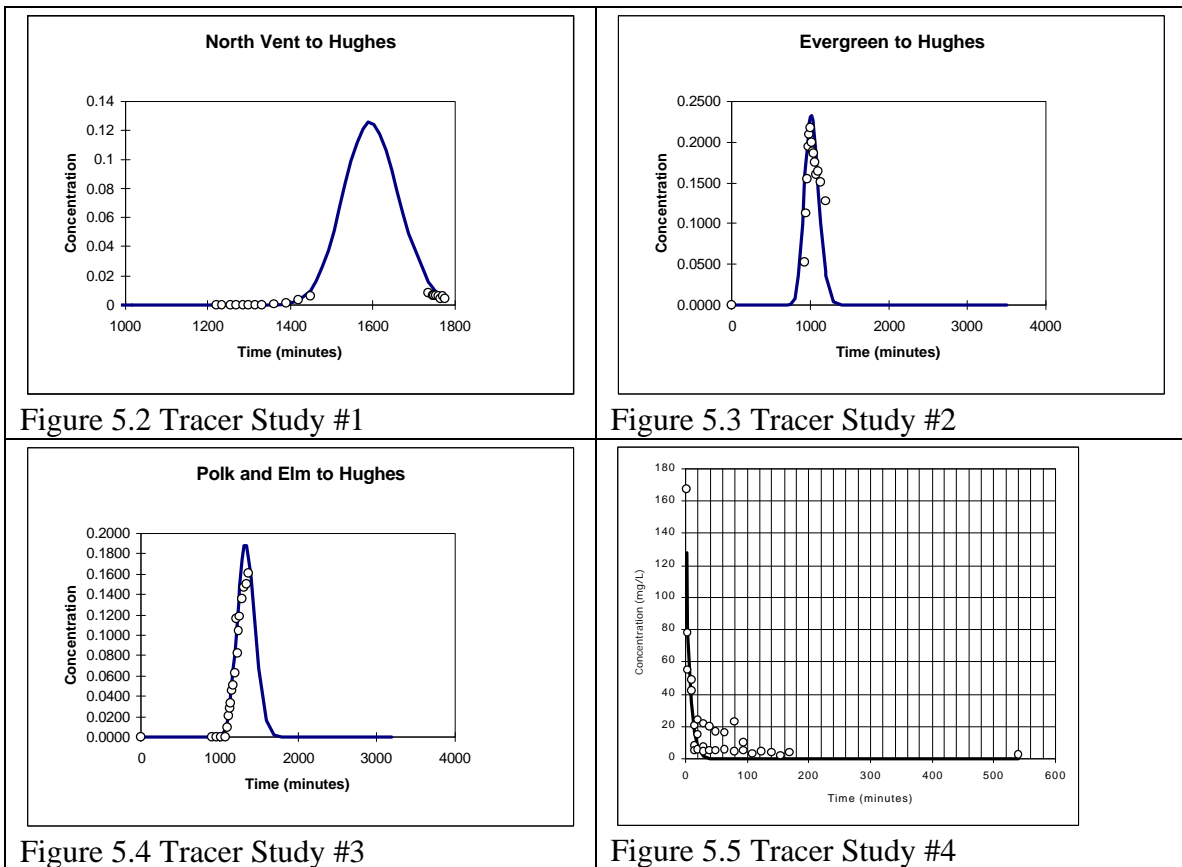 North Vent to Hughes
0.14
0.12
0.1
0.08
0.06
0.04
0.02
0
Concentration
1000 1200 1400 1600 1800
Time (minutes)
Figure 5.2 Tracer Study #1
Evergreen to Hughes
0.2500
0.2000
0.1500
0.1000
0.0500
0.0000
Concentration
0 1000 2000 3000 4000
Time (minutes)
Figure 5.3 Tracer Study #2
Polk and Elm to Hughes
0.2000
0.1800
0.1600
0.1400
0.1200
0.1000
0.0800
0.0600
0.0400
0.0200
0.0000
Concentration
0 1000 2000 3000 4000
Time (minutes)
Figure 5.4 Tracer Study #3
180
160
140
120
100
80
60
40
20
0
Concentration (mg/L)
0 100 200 300 400 500 600
Time (minutes)
Figure 5.5 Tracer Study #4